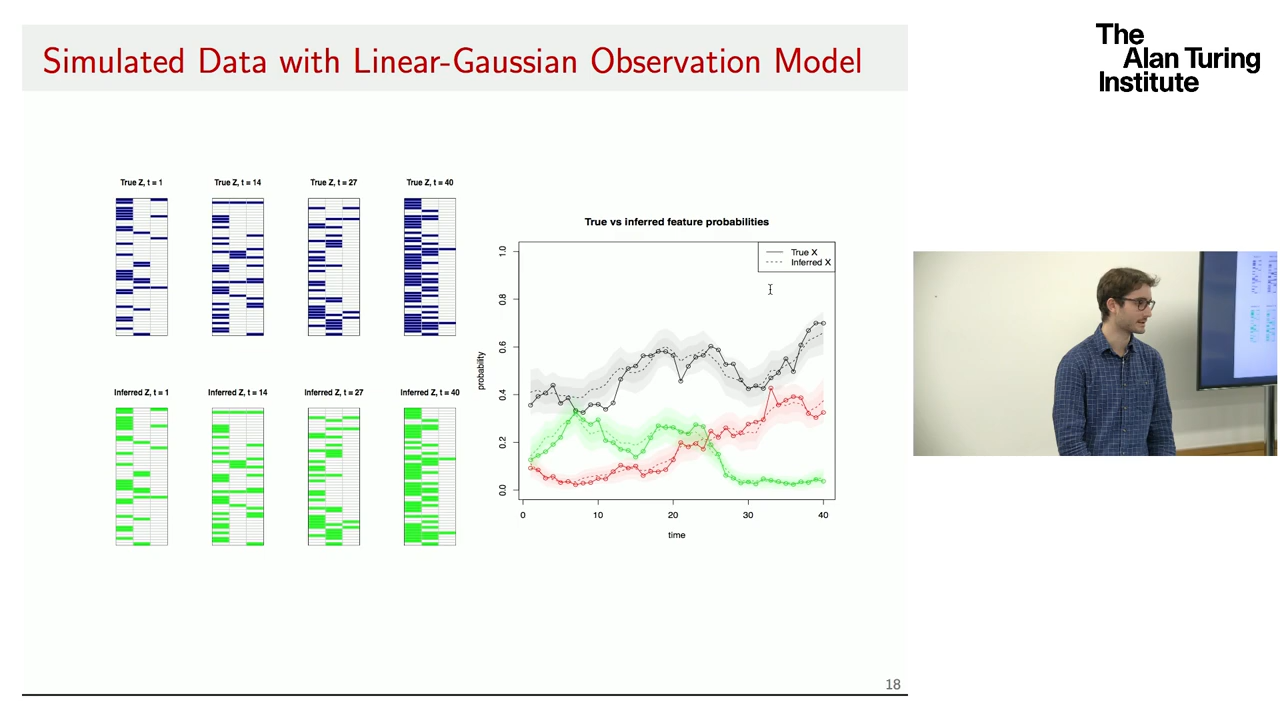 Simulated Data with Linear-Gaussian Observation Model
The
Alan Turing
Institute
True Z, t = 1
True Z, t = 14
True Z, t = 27
True Z, t = 40
Inferred Z, t = 1
Inferred Z, t = 14
Inferred Z, t = 27
Inferred Z, t = 40
True vs inferred feature probabilities
True X
Inferred X
probability
1.0
0.8
0.6
0.4
0.2
0.0
0 10 20 30 40
time
18